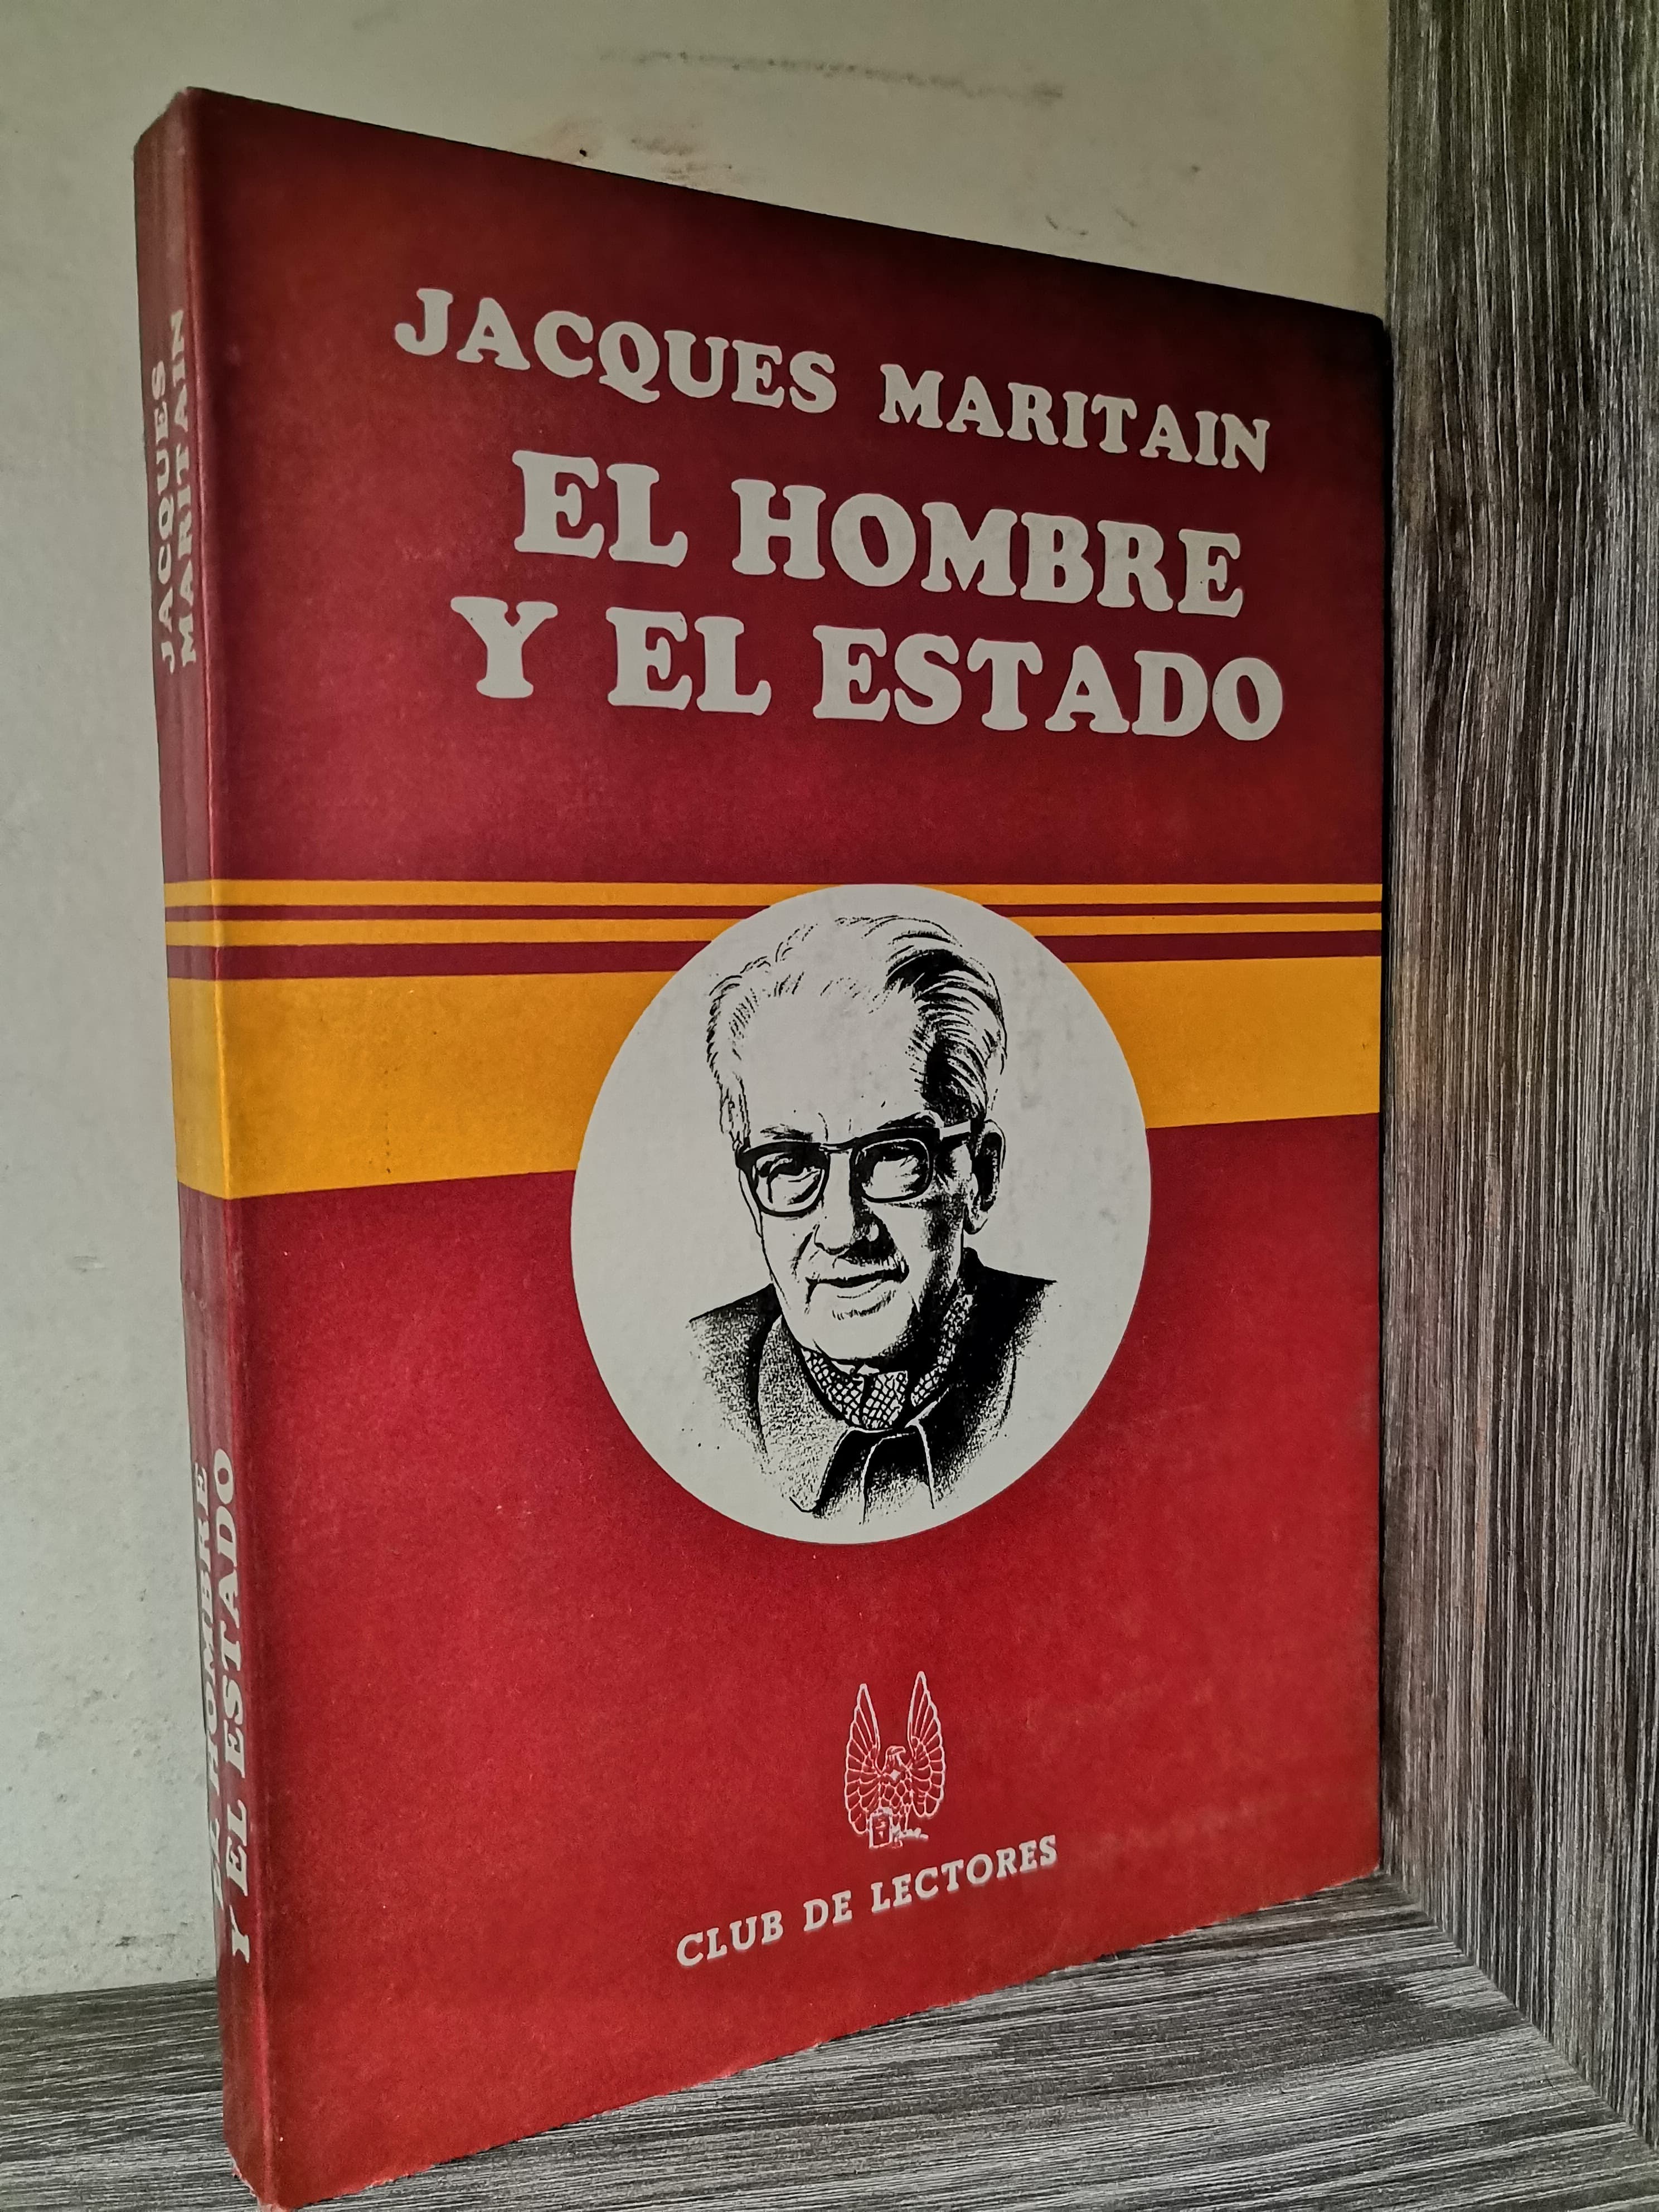 JACQUES MARITAIN
EL HOMBRE
Y EL ESTADO
CLUB DE LECTORES
JACQUES
MARITAIN
EL HOMBRE
Y EL ESTADO